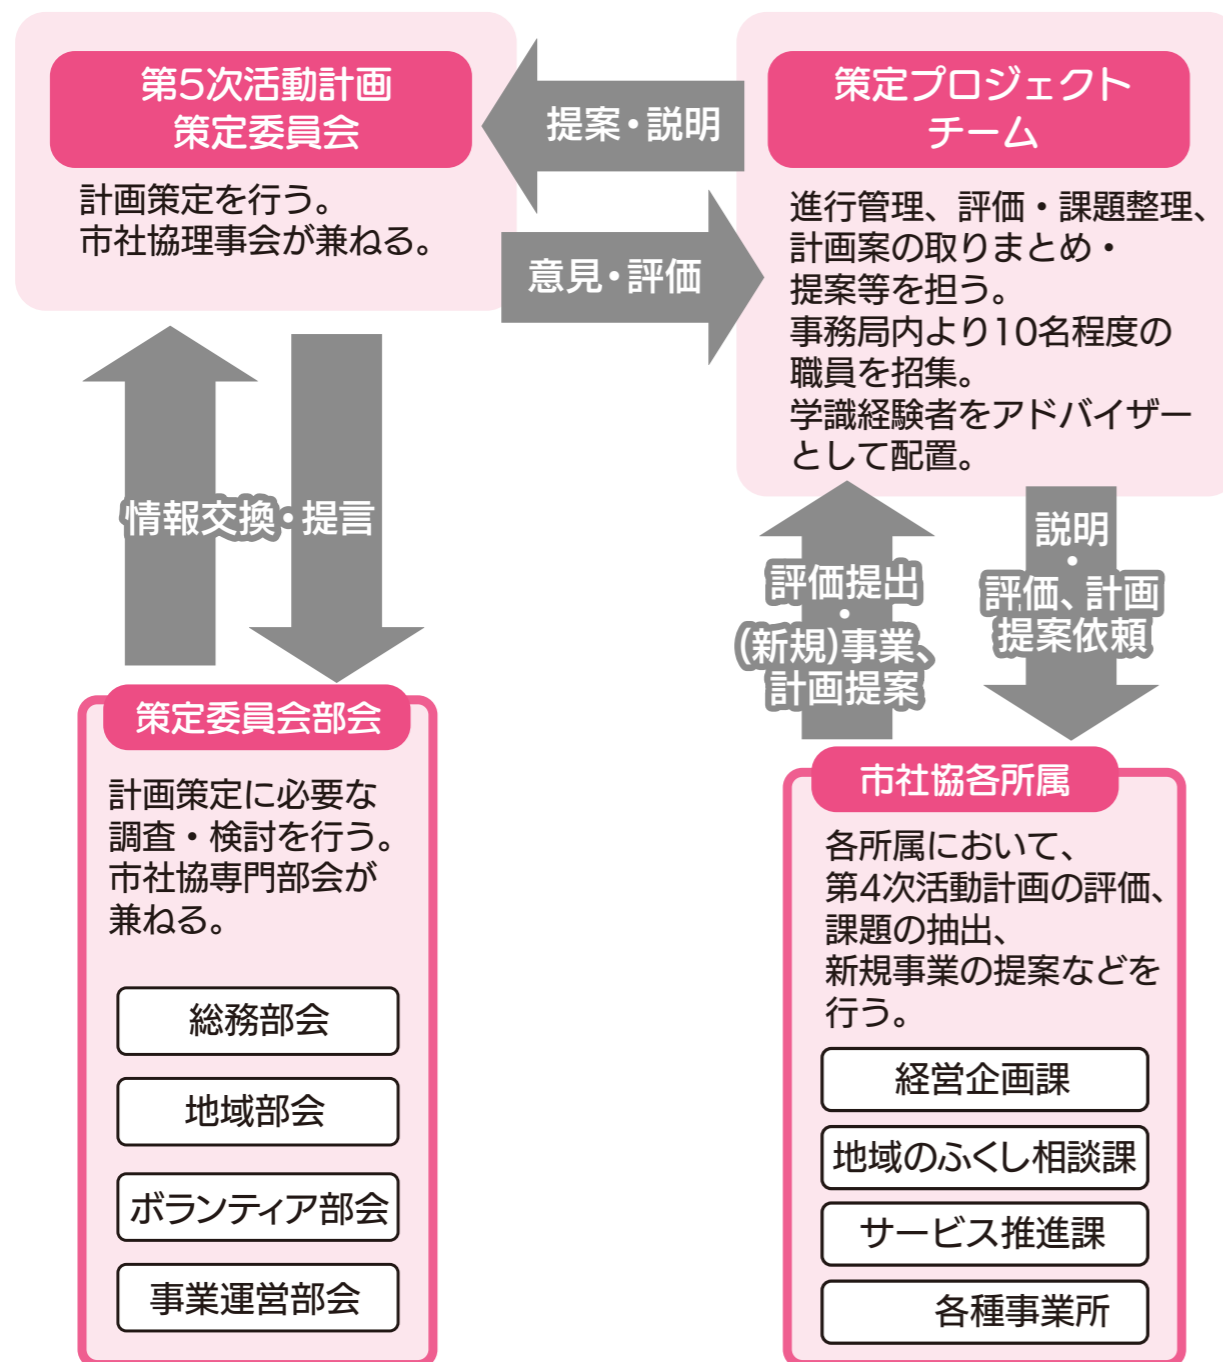 第5次活動計画
策定委員会
計画策定を行う。
市社協理事会が兼ねる。
提案・説明
意見・評価
策定プロジェクト
チーム
進行管理、評価・課題整理、
計画案の取りまとめ・
提案等を担う。
事務局内より10名程度の
職員を招集。
学識経験者をアドバイザー
として配置。
情報交換・提言
評価提出
・
(新規)事業、
計画提案
説明
・
評価、計画
提案依頼
策定委員会部会
計画策定に必要な
調査・検討を行う。
市社協専門部会が
兼ねる。
総務部会
地域部会
ボランティア部会
事業運営部会
市社協各所属
各所属において、
第4次活動計画の評価、
課題の抽出、
新規事業の提案などを
行う。
経営企画課
地域のふくし相談課
サービス推進課
各種事業所